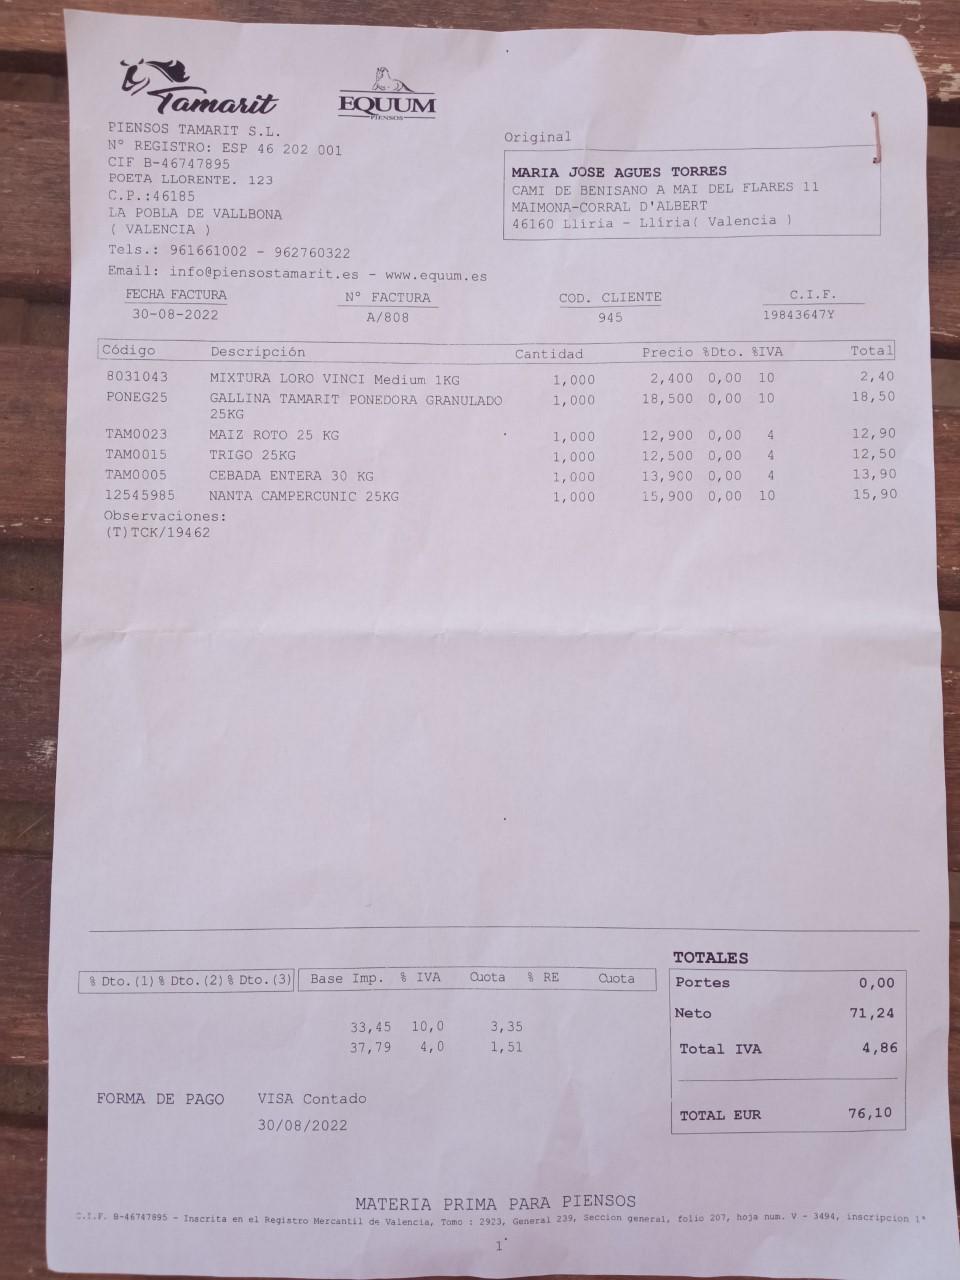 Tamarit
EQUUM
PIENSOS
PIENSOS TAMARIT S.L.
Nº REGISTRO: ESP 46 202 001
CIF B-46747895
POETA LLORENTE. 123
C.P.:46185
LA POBLA DE VALLBONA
( VALENCIA )
Tels.: 961661002 - 962760322
Email: info@piensostamarit.es - www.equum.es
Original
MARIA JOSE AGUES TORRES
CAMI DE BENISANO A MAI DEL FLARES 11
MAIMONA-CORRAL D'ALBERT
46160 Llíria - Llíria( Valencia )
FECHA FACTURA Nº FACTURA COD. CLIENTE C.I.F.
30-08-2022 A/808 945 19843647Y
Código Descripción Cantidad Precio %Dto. %IVA Total
8031043 MIXTURA LORO VINCI Medium 1KG 1,000 2,400 0,00 10 2,40
PONEG25 GALLINA TAMARIT PONEDORA GRANULADO 1,000 18,500 0,00 10 18,50
25KG
TAM0023 MAIZ ROTO 25 KG 1,000 12,900 0,00 4 12,90
TAM0015 TRIGO 25KG 1,000 12,500 0,00 4 12,50
TAM0005 CEBADA ENTERA 30 KG 1,000 13,900 0,00 4 13,90
12545985 NANTA CAMPERCUNIC 25KG 1,000 15,900 0,00 10 15,90
Observaciones:
(T)TCK/19462
% Dto.(1) % Dto.(2) % Dto.(3) Base Imp. % IVA Cuota % RE Cuota
33,45 10,0 3,35
37,79 4,0 1,51
TOTALES
Portes 0,00
Neto 71,24
Total IVA 4,86
TOTAL EUR 76,10
FORMA DE PAGO VISA Contado
30/08/2022
MATERIA PRIMA PARA PIENSOS
C.I.F. B-46747895 - Inscrita en el Registro Mercantil de Valencia, Tomo : 2923, General 239, Seccion general, folio 207, hoja num. V - 3494, inscripcion 1ª
1